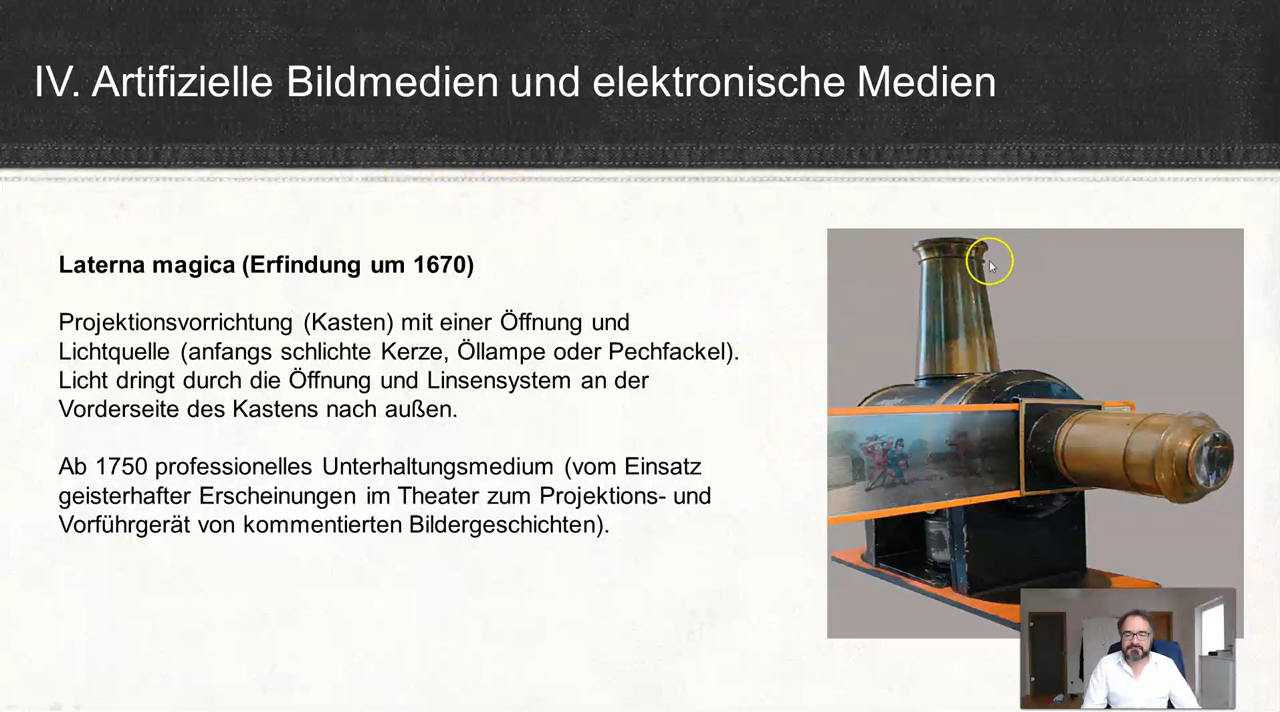 IV. Artifizielle Bildmedien und elektronische Medien
Laterna magica (Erfindung um 1670)
Projektionsvorrichtung (Kasten) mit einer Öffnung und
Lichtquelle (anfangs schlichte Kerze, Öllampe oder Pechfackel).
Licht dringt durch die Öffnung und Linsensystem an der
Vorderseite des Kastens nach außen.
Ab 1750 professionelles Unterhaltungsmedium (vom Einsatz
geisterhafter Erscheinungen im Theater zum Projektions- und
Vorführgerät von kommentierten Bildergeschichten).